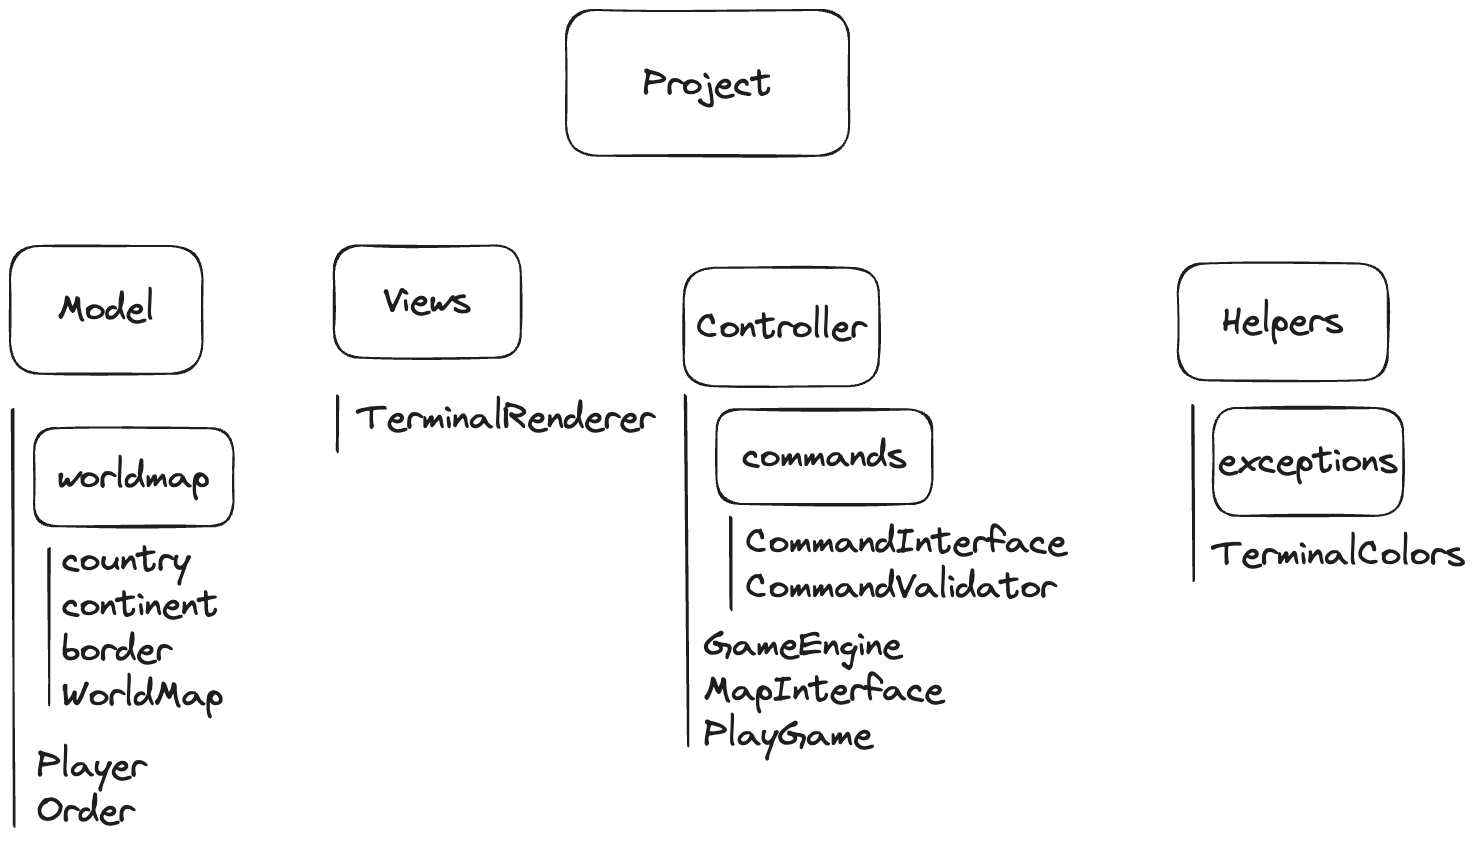 Project
Model
worldmap
country
continent
border
WorldMap
Player
Order
Views
TerminalRenderer
Controller
commands
CommandInterface
CommandValidator
GameEngine
MapInterface
PlayGame
Helpers
exceptions
TerminalColors